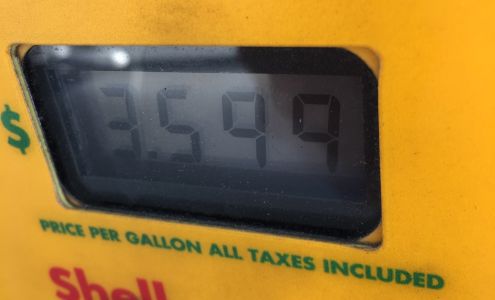 $ 3.599
PRICE PER GALLON ALL TAXES INCLUDED
Shell